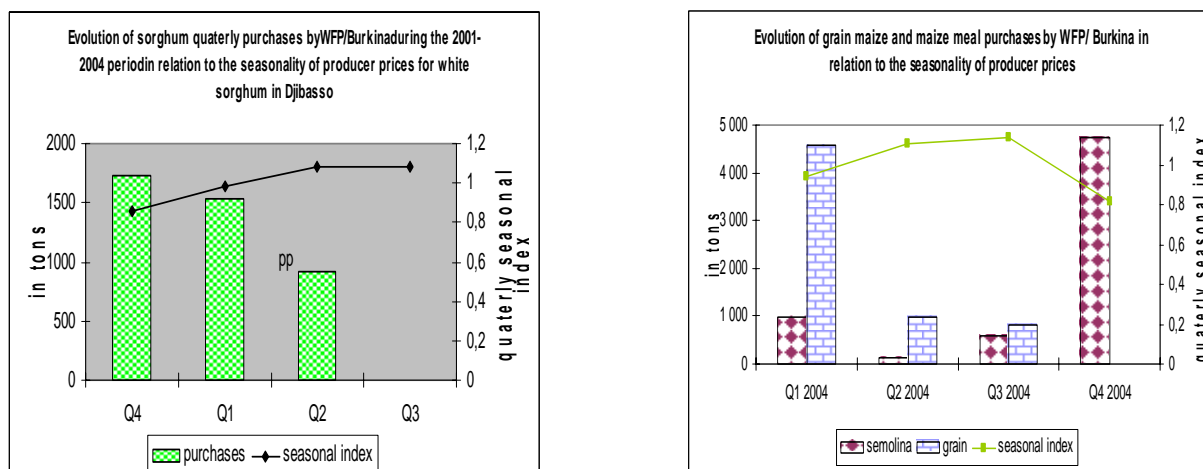 Evolution of sorghum quaterly purchases byWFP/Burkinaduring the 2001-
2004 periodin relation to the seasonality of producer prices for white
sorghum in Djibasso
in tons
2000
1500
1000
500
0
pp
1,2
1
0,8
0,6
0,4
0,2
0
quaterly seasonal
index
Q4 Q1 Q2 Q3
purchases seasonal index
Evolution of grain maize and maize meal purchases by WFP/ Burkina in
relation to the seasonality of producer prices
in tons
5 000
4 000
3 000
2 000
1 000
0
1,2
1
0,8
0,6
0,4
0,2
0
quaterly seasonal index
Q1 2004 Q2 2004 Q3 2004 Q4 2004
semolina grain seasonal index